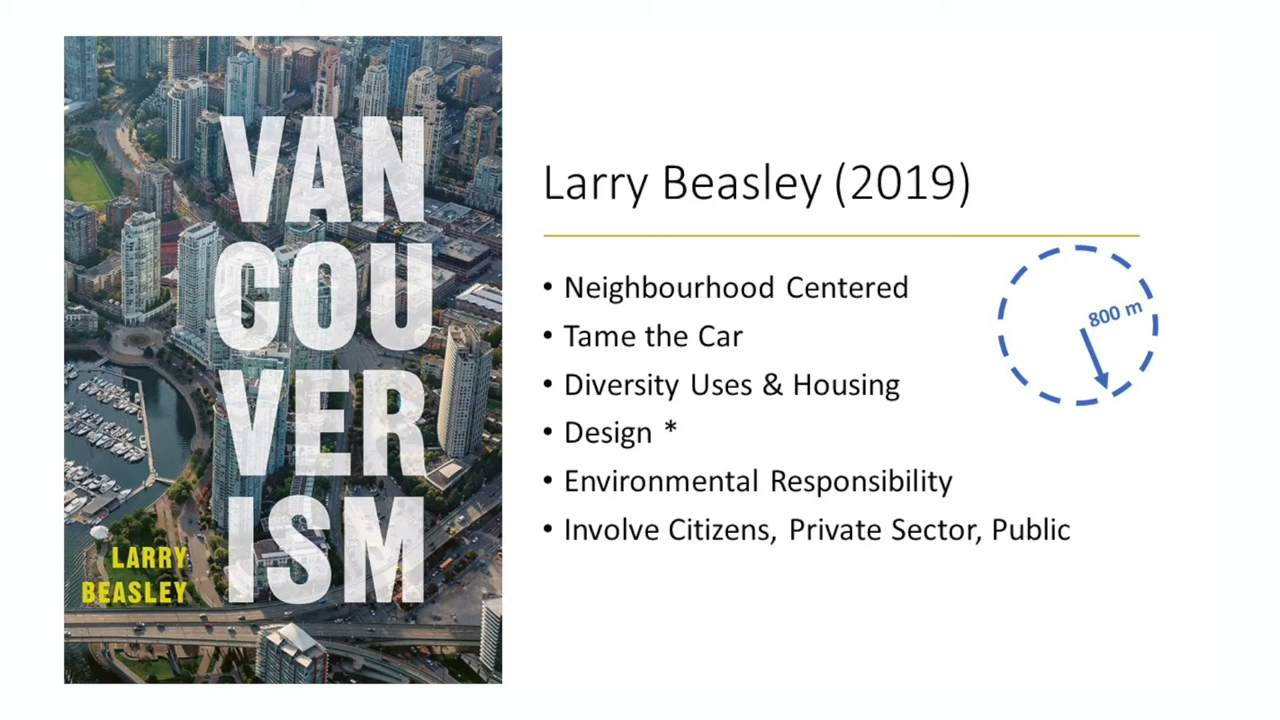 VAN
COU
VER
ISM
LARRY
BEASLEY
Larry Beasley (2019)
• Neighbourhood Centered
• Tame the Car
• Diversity Uses & Housing
• Design *
• Environmental Responsibility
• Involve Citizens, Private Sector, Public
800 m